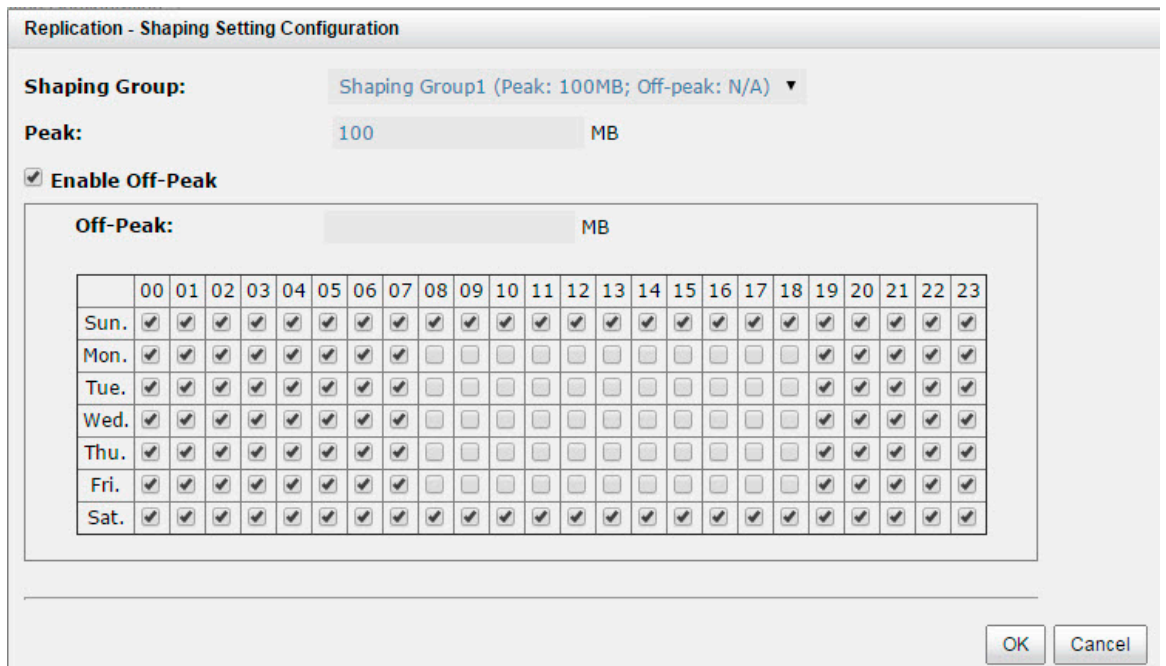 Replication - Shaping Setting Configuration
Shaping Group: Shaping Group1 (Peak: 100MB; Off-peak: N/A)
Peak: 100 MB
Enable Off-Peak
Off-Peak: MB
00 01 02 03 04 05 06 07 08 09 10 11 12 13 14 15 16 17 18 19 20 21 22 23
Sun.
Mon.
Tue.
Wed.
Thu.
Fri.
Sat.
OK Cancel